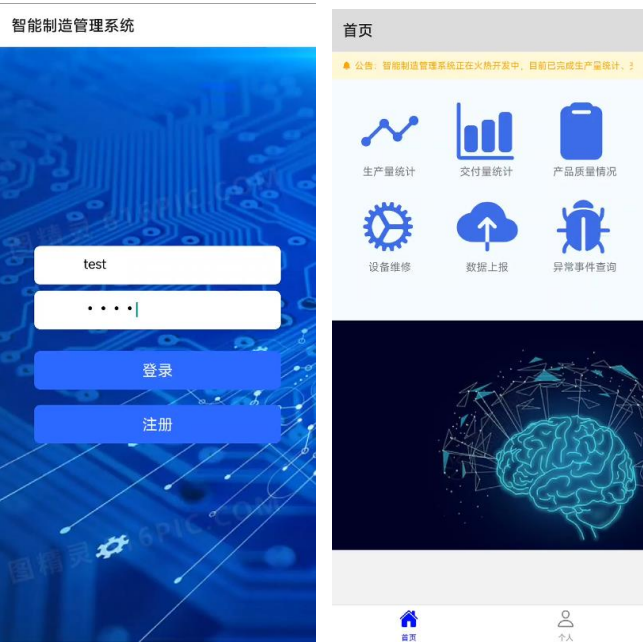 智能制造管理系统
test
••••
登录
注册
首页
公告：智能制造管理系统正在火热开发中，目前已完成生产量统计、
生产量统计
交付量统计
产品质量情况
设备维修
数据上报
异常事件查询
首页
个人